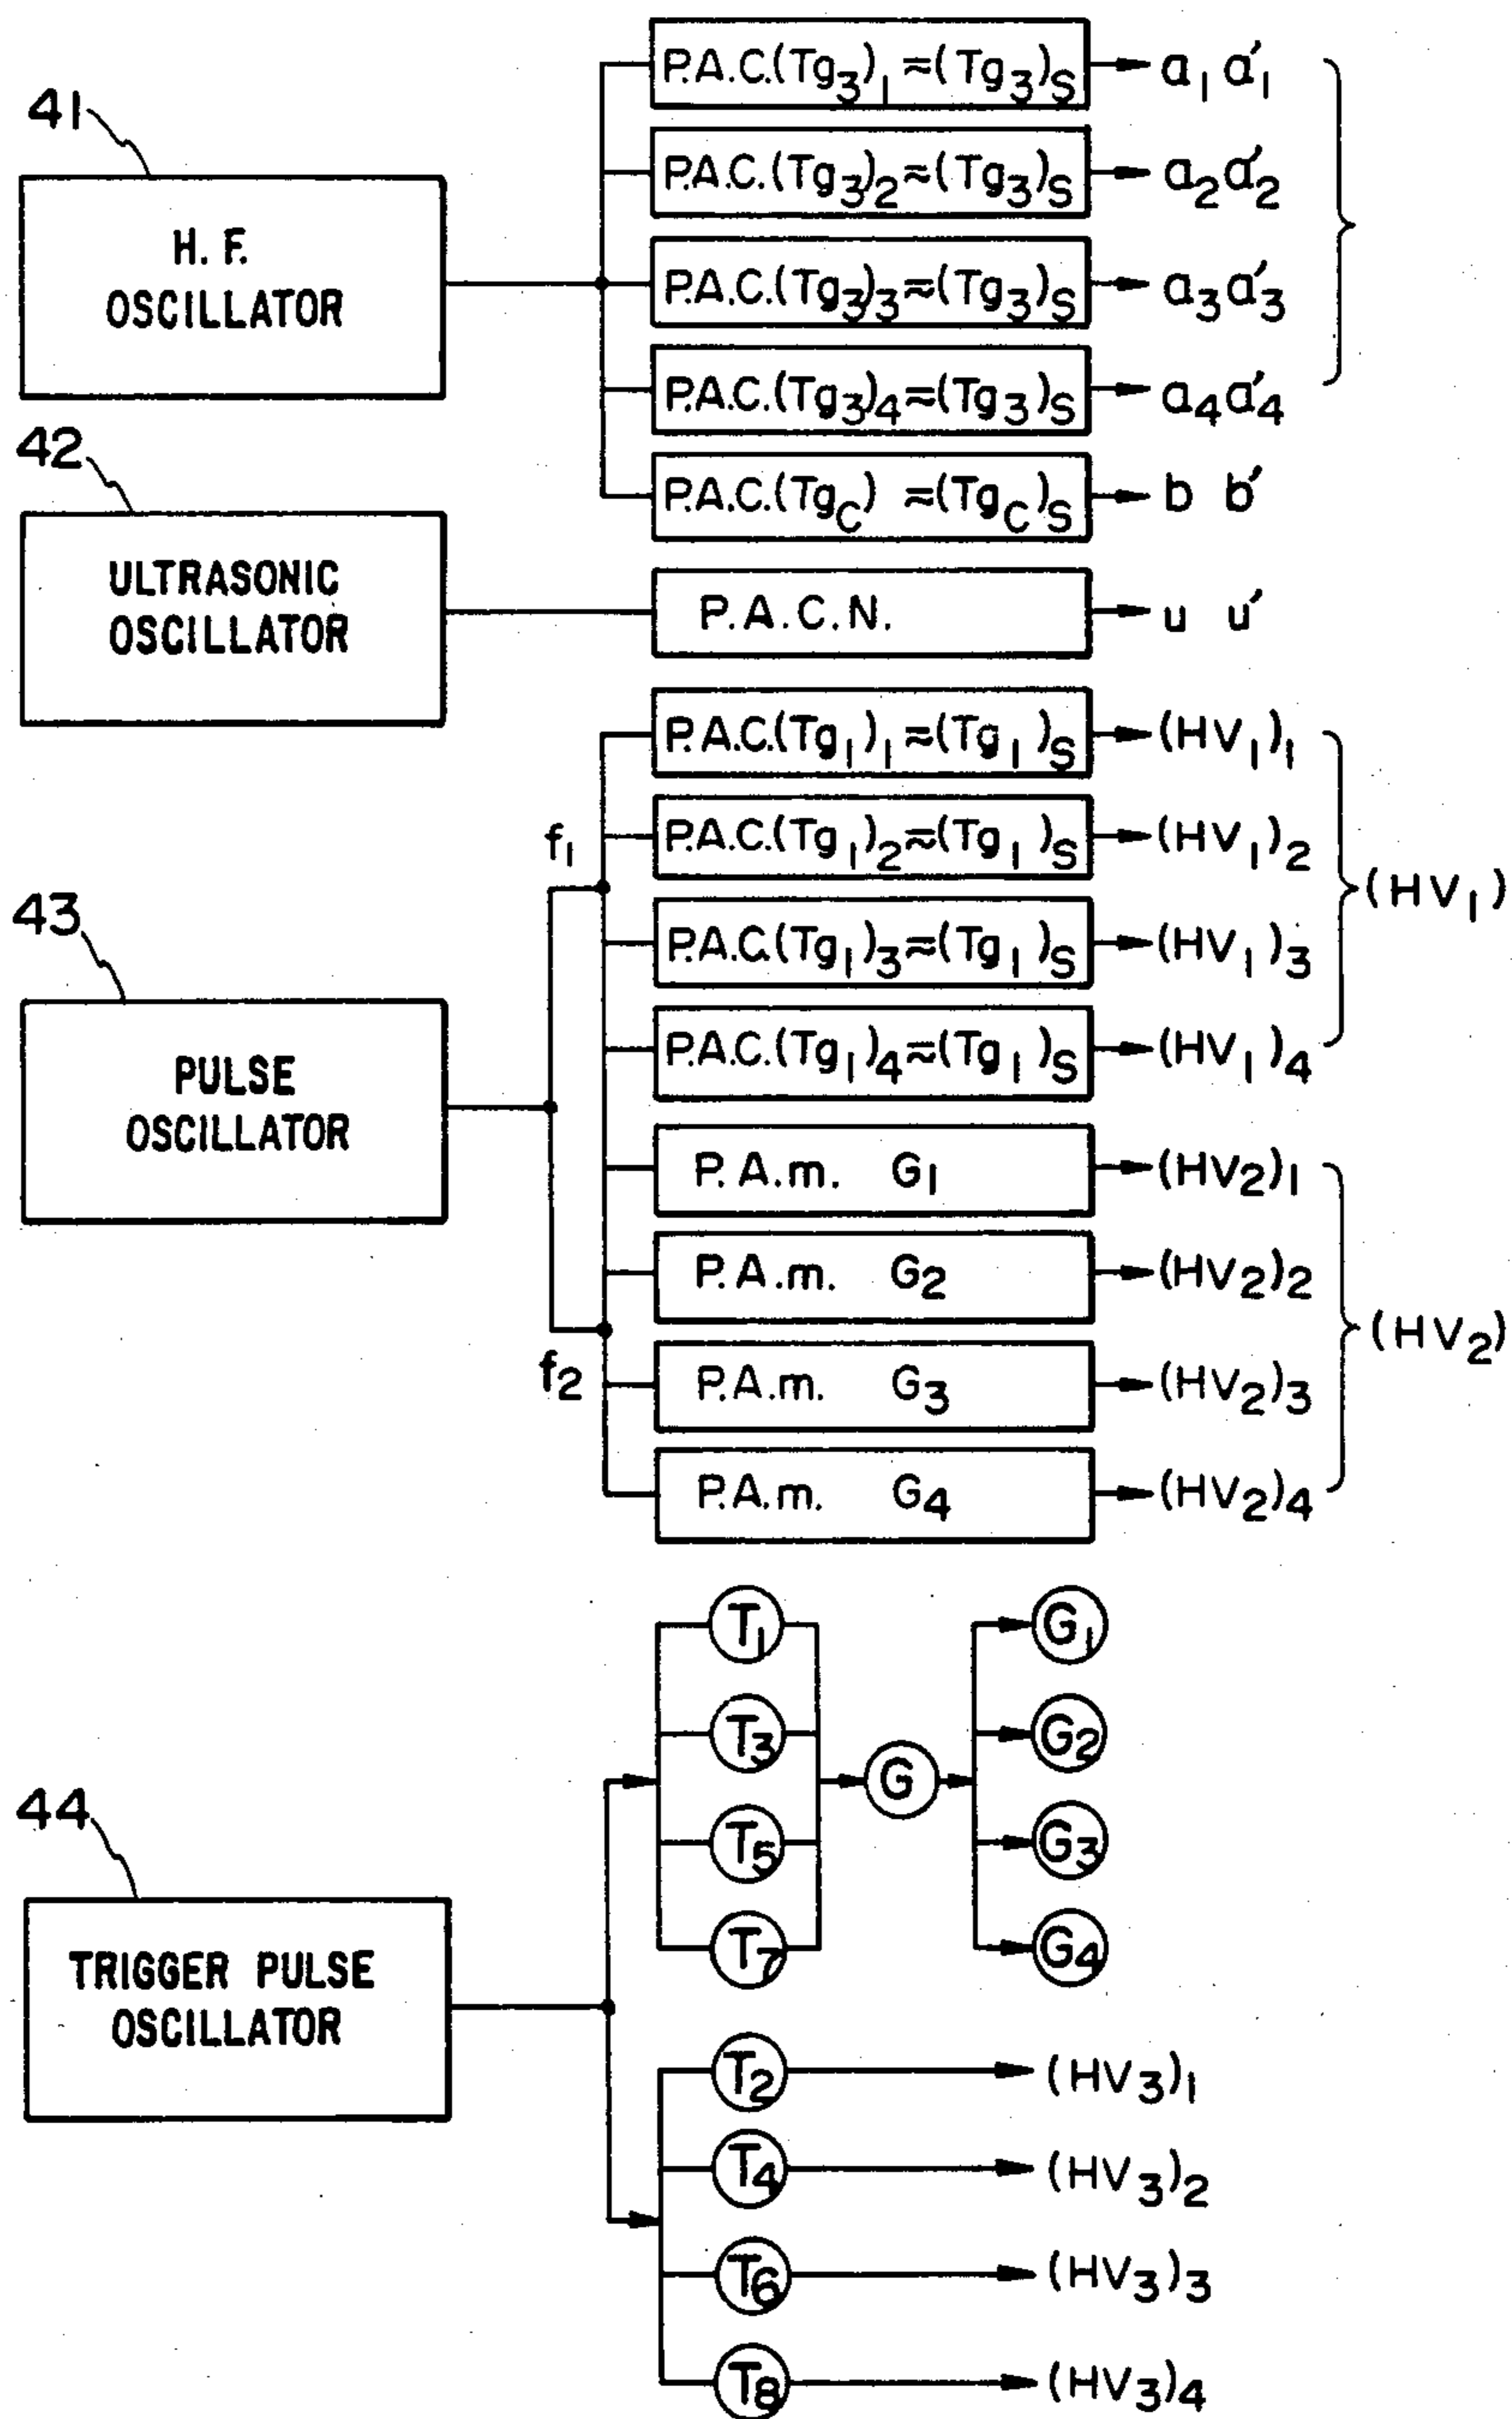 41
H. F.
OSCILLATOR
P.A.C.(Tg₃)₁≈(Tg₃)S
a₁ a′₁
P.A.C.(Tg₃)₂≈(Tg₃)S
a₂ a′₂
P.A.C.(Tg₃)₃≈(Tg₃)S
a₃ a′₃
P.A.C.(Tg₃)₄≈(Tg₃)S
a₄ a′₄
P.A.C.(TgC) ≈(TgC)S
b b′
42
ULTRASONIC
OSCILLATOR
P.A.C.N.
u u′
43
PULSE
OSCILLATOR
f₁
P.A.C.(Tg₁)₁≈(Tg₁)S
(HV₁)₁
P.A.C.(Tg₁)₂≈(Tg₁)S
(HV₁)₂
P.A.C.(Tg₁)₃≈(Tg₁)S
(HV₁)₃
P.A.C.(Tg₁)₄≈(Tg₁)S
(HV₁)₄
(HV₁)
f₂
P.A.m. G₁
(HV₂)₁
P.A.m. G₂
(HV₂)₂
P.A.m. G₃
(HV₂)₃
P.A.m. G₄
(HV₂)₄
(HV₂)
44
TRIGGER PULSE
OSCILLATOR
T₁
T₃
T₅
T₇
G
G₁
G₂
G₃
G₄
T₂
(HV₃)₁
T₄
(HV₃)₂
T₆
(HV₃)₃
T₈
(HV₃)₄